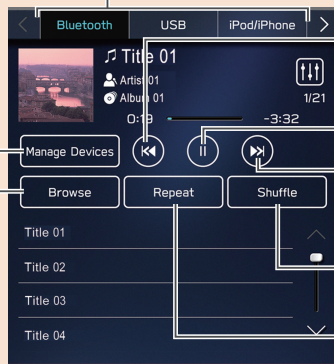 Bluetooth USB iPod/iPhone
Title 01
Artist 01
Album 01 1/21
0:19 -3:32
Manage Devices
Browse Repeat Shuffle
Title 01
Title 02
Title 03
Title 04